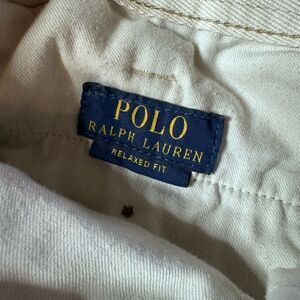 POLO
RALPH LAUREN
RELAXED FIT